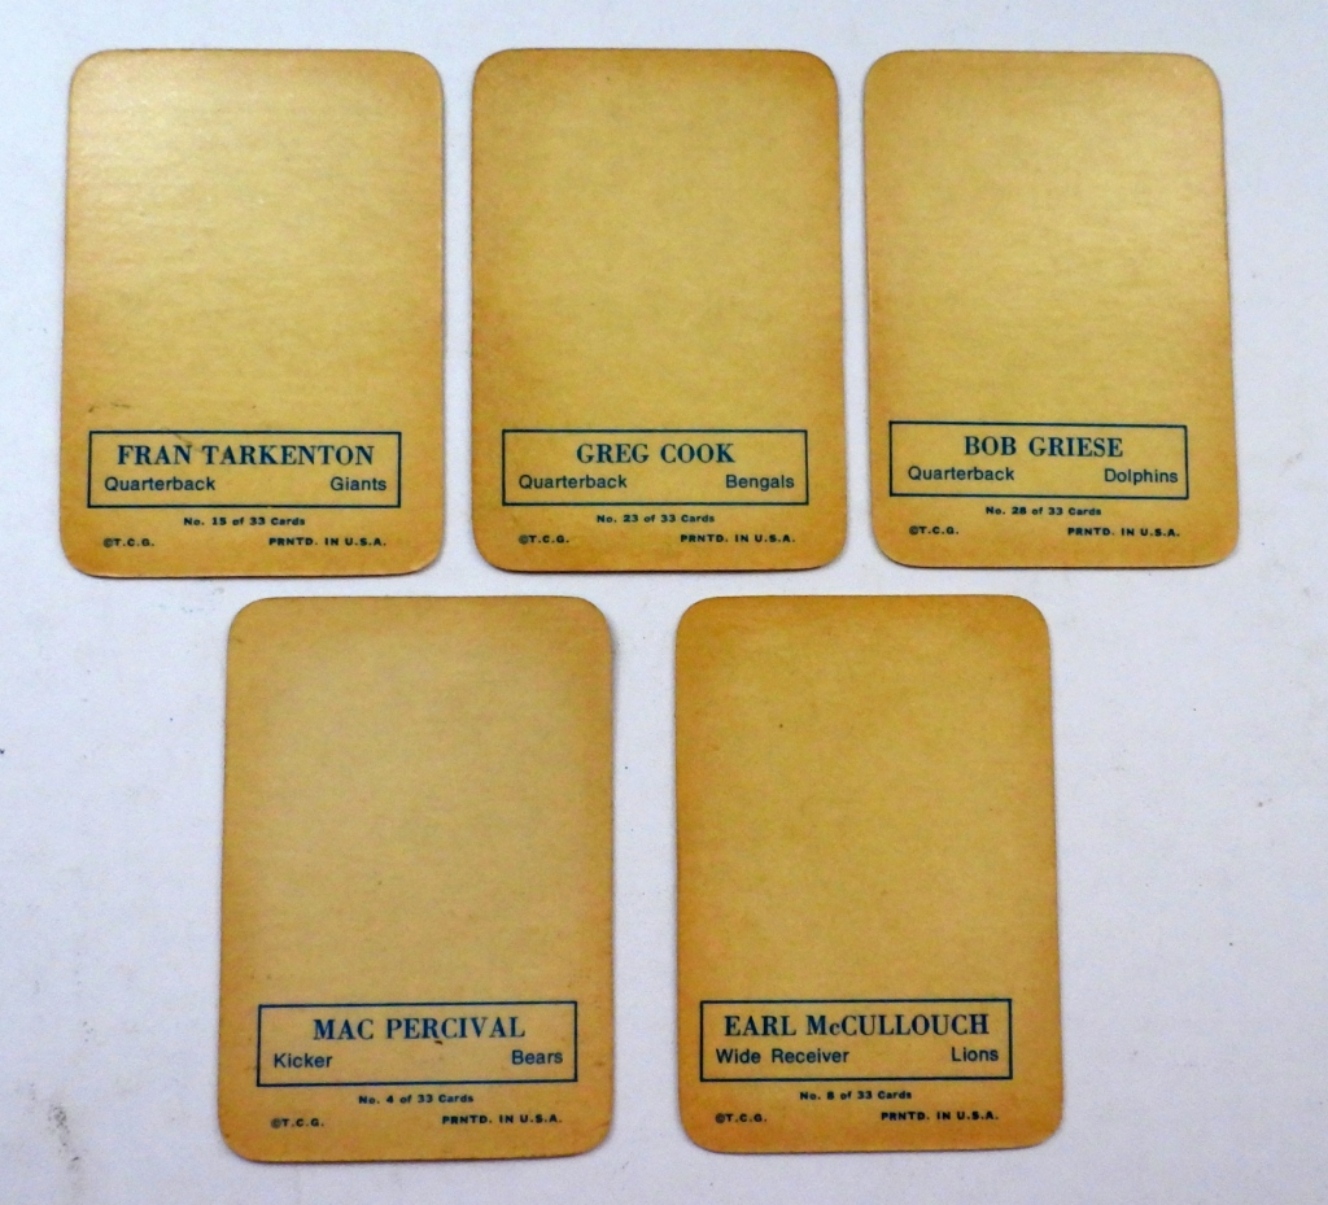 FRAN TARKENTON
Quarterback Giants
No. 15 of 33 Cards
©T.C.G. PRNTD. IN U.S.A.
GREG COOK
Quarterback Bengals
No. 23 of 33 Cards
©T.C.G. PRNTD. IN U.S.A.
BOB GRIESE
Quarterback Dolphins
No. 28 of 33 Cards
©T.C.G. PRNTD. IN U.S.A.
MAC PERCIVAL
Kicker Bears
No. 4 of 33 Cards
©T.C.G. PRNTD. IN U.S.A.
EARL McCULLOUCH
Wide Receiver Lions
No. 8 of 33 Cards
©T.C.G. PRNTD. IN U.S.A.